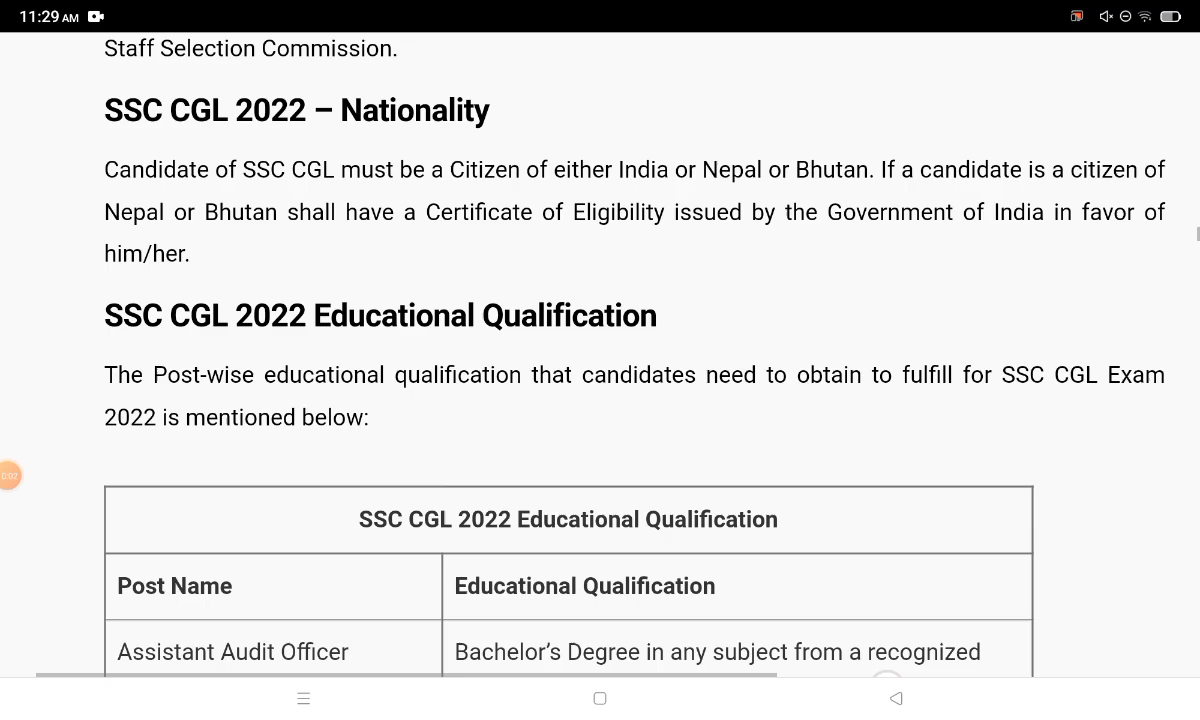 11:29 AM
Staff Selection Commission.
SSC CGL 2022 – Nationality
Candidate of SSC CGL must be a Citizen of either India or Nepal or Bhutan. If a candidate is a citizen of
Nepal or Bhutan shall have a Certificate of Eligibility issued by the Government of India in favor of
him/her.
SSC CGL 2022 Educational Qualification
The Post-wise educational qualification that candidates need to obtain to fulfill for SSC CGL Exam
2022 is mentioned below:
0:02
SSC CGL 2022 Educational Qualification
Post Name
Educational Qualification
Assistant Audit Officer
Bachelor’s Degree in any subject from a recognized